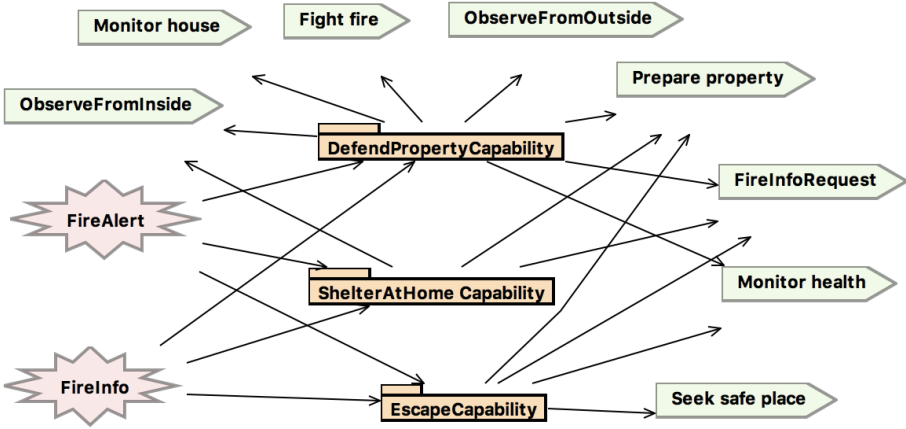 Monitor house
Fight fire
ObserveFromOutside
Prepare property
ObserveFromInside
DefendPropertyCapability
FireInfoRequest
FireAlert
Monitor health
ShelterAtHome Capability
FireInfo
EscapeCapability
Seek safe place